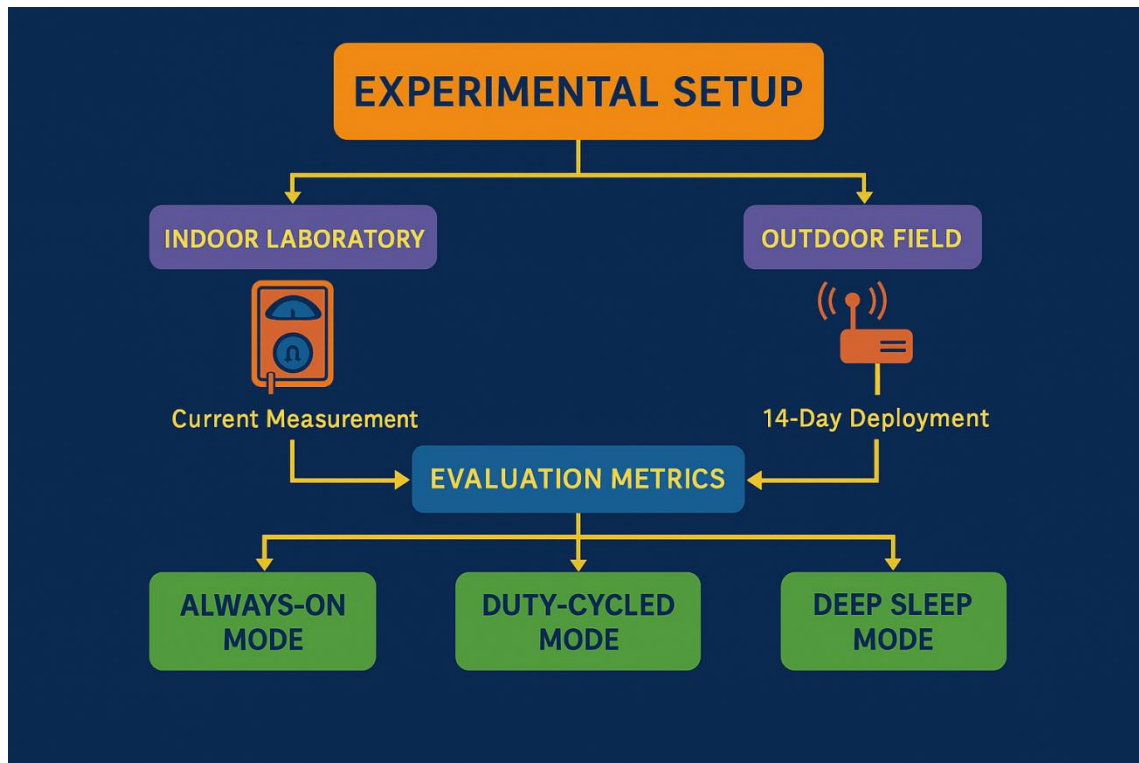 EXPERIMENTAL SETUP
INDOOR LABORATORY
OUTDOOR FIELD
Ω
Current Measurement
14-Day Deployment
EVALUATION METRICS
ALWAYS-ON
MODE
DUTY-CYCLED
MODE
DEEP SLEEP
MODE